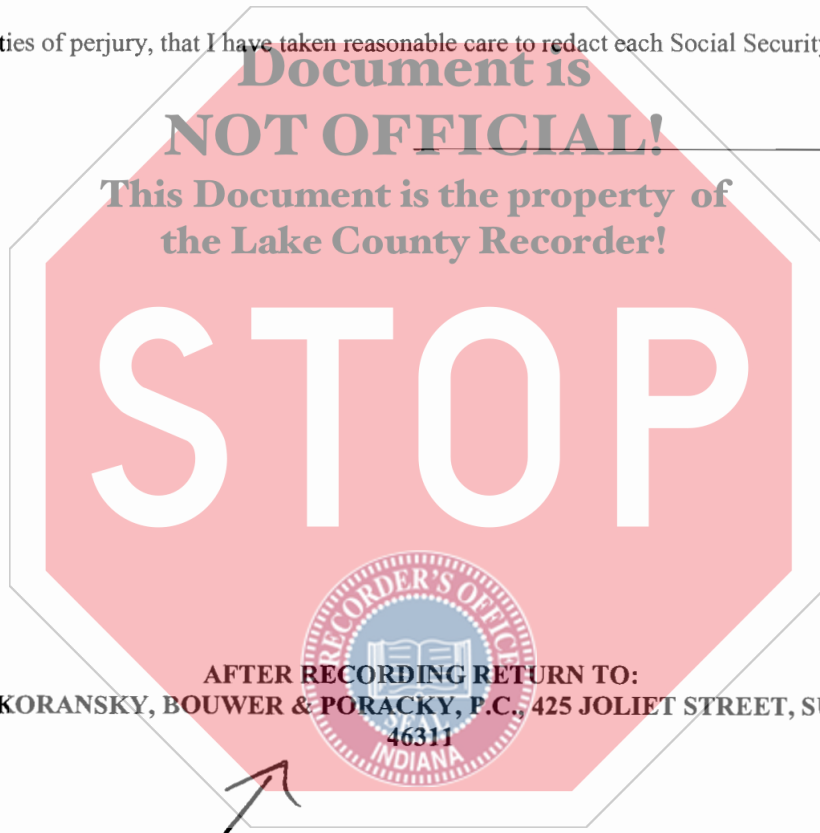 ties of perjury, that I have taken reasonable care to redact each Social Security
Document is
NOT OFFICIAL!
This Document is the property of
the Lake County Recorder!
STOP
RECORDER'S OFFICE
AFTER RECORDING RETURN TO:
KORANSKY, BOUWER & PORACKY, P.C., 425 JOLIET STREET, SU
46311
SEAL
INDIANA